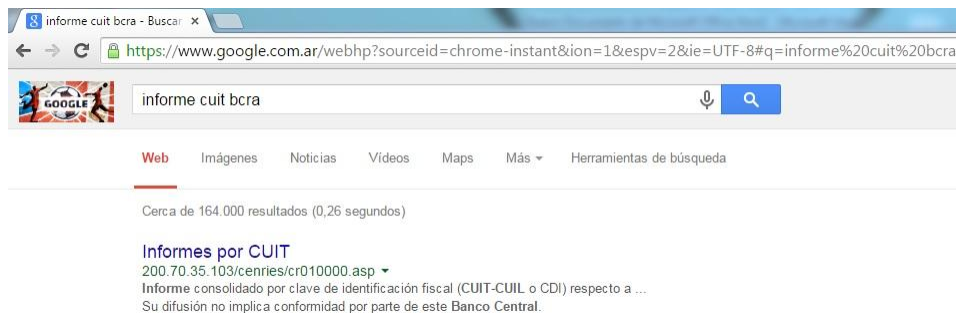 informe cuit bcra - Buscar
https://www.google.com.ar/webhp?sourceid=chrome-instant&ion=1&espv=2&ie=UTF-8#q=informe%20cuit%20bcra
GOOGLE
informe cuit bcra
Web Imágenes Noticias Vídeos Maps Más Herramientas de búsqueda
Cerca de 164.000 resultados (0,26 segundos)
Informes por CUIT
200.70.35.103/cenries/cr010000.asp
Informe consolidado por clave de identificación fiscal (CUIT-CUIL o CDI) respecto a ...
Su difusión no implica conformidad por parte de este Banco Central.